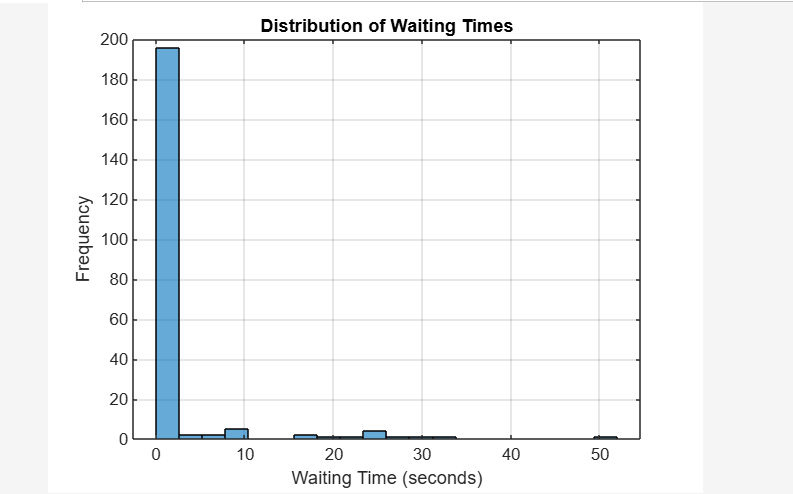 Distribution of Waiting Times
200
180
160
140
120
100
80
60
40
20
0
Frequency
0 10 20 30 40 50
Waiting Time (seconds)